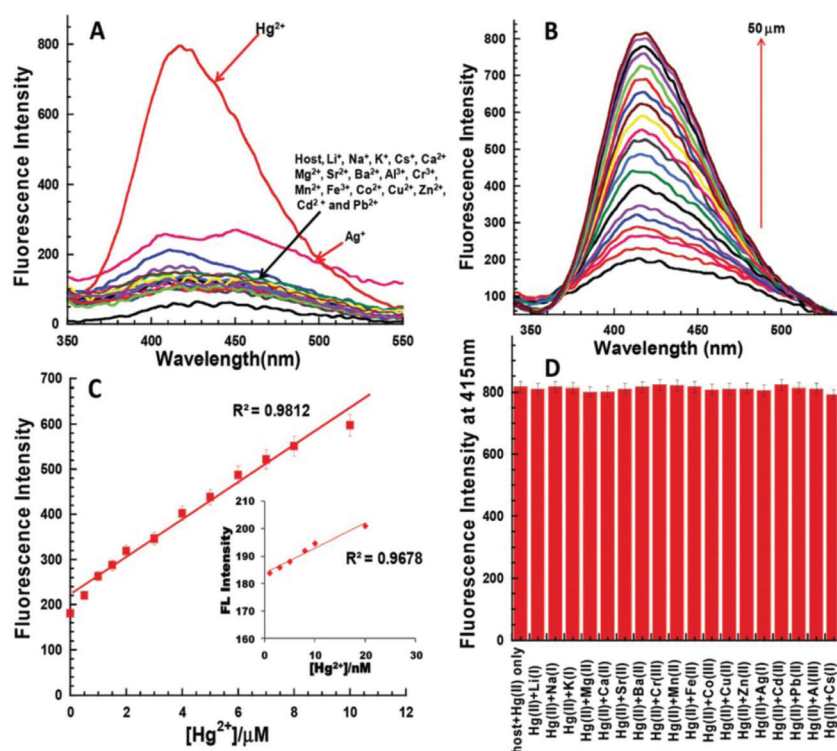 A
Hg²⁺
Host, Li⁺, Na⁺, K⁺, Cs⁺, Ca²⁺
Mg²⁺, Sr²⁺, Ba²⁺, Al³⁺, Cr³⁺
Mn²⁺, Fe³⁺, Co²⁺, Cu²⁺, Zn²⁺,
Cd²⁺ and Pb²⁺
Ag⁺
Fluorescence Intensity
800
600
400
200
0
350
400
450
500
550
Wavelength(nm)
B
50 µm
Fluorescence Intensity
800
700
600
500
400
300
200
100
350
400
450
500
Wavelength (nm)
C
R² = 0.9812
Fluorescence Intensity
700
600
500
400
300
200
100
0
0
2
4
6
8
10
12
[Hg²⁺]/µM
FL Intensity
210
200
190
180
170
160
0
10
20
30
[Hg²⁺]/nM
R² = 0.9678
D
Fluorescence Intensity at 415nm
800
600
400
200
0
host+Hg(II) only
Hg(II)+Li(I)
Hg(II)+Na(I)
Hg(II)+K(I)
Hg(II)+Mg(II)
Hg(II)+Ca(II)
Hg(II)+Sr(II)
Hg(II)+Ba(II)
Hg(II)+Cr(III)
Hg(II)+Mn(II)
Hg(II)+Fe(II)
Hg(II)+Co(III)
Hg(II)+Cu(II)
Hg(II)+Zn(II)
Hg(II)+Ag(I)
Hg(II)+Cd(II)
Hg(II)+Pb(II)
Hg(II)+Al(III)
Hg(II)+Cs(I)